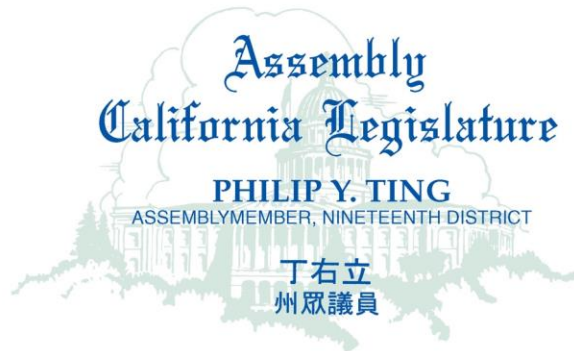 Assembly
California Legislature
PHILIP Y. TING
ASSEMBLYMEMBER, NINETEENTH DISTRICT
丁右立
州眾議員